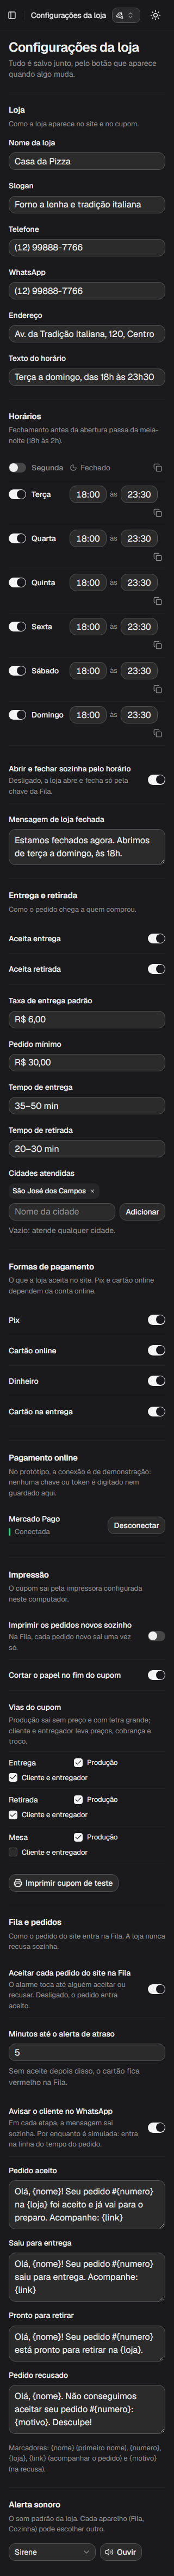 Configurações da loja
Configurações da loja
Tudo é salvo junto, pelo botão que aparece
quando algo muda.
Loja
Como a loja aparece no site e no cupom.
Nome da loja
Casa da Pizza
Slogan
Forno a lenha e tradição italiana
Telefone
(12) 99888-7766
WhatsApp
(12) 99888-7766
Endereço
Av. da Tradição Italiana, 120, Centro
Texto do horário
Terça a domingo, das 18h às 23h30
Horários
Fechamento antes da abertura passa da meia-
noite (18h às 2h).
Segunda Fechado
Terça 18:00 às 23:30
Quarta 18:00 às 23:30
Quinta 18:00 às 23:30
Sexta 18:00 às 23:30
Sábado 18:00 às 23:30
Domingo 18:00 às 23:30
Abrir e fechar sozinha pelo horário
Desligado, a loja abre e fecha só pela
chave da Fila.
Mensagem de loja fechada
Estamos fechados agora. Abrimos
de terça a domingo, às 18h.
Entrega e retirada
Como o pedido chega a quem comprou.
Aceita entrega
Aceita retirada
Taxa de entrega padrão
R$ 6,00
Pedido mínimo
R$ 30,00
Tempo de entrega
35–50 min
Tempo de retirada
20–30 min
Cidades atendidas
São José dos Campos ×
Nome da cidade Adicionar
Vazio: atende qualquer cidade.
Formas de pagamento
O que a loja aceita no site. Pix e cartão online
dependem da conta online.
Pix
Cartão online
Dinheiro
Cartão na entrega
Pagamento online
No protótipo, a conexão é de demonstração:
nenhuma chave ou token é digitado nem
guardado aqui.
Mercado Pago
Conectada
Desconectar
Impressão
O cupom sai pela impressora configurada
neste computador.
Imprimir os pedidos novos sozinho
Na Fila, cada pedido novo sai uma vez
só.
Cortar o papel no fim do cupom
Vias do cupom
Produção sai sem preço e com letra grande;
cliente e entregador leva preços, cobrança e
troco.
Entrega Produção
Cliente e entregador
Retirada Produção
Cliente e entregador
Mesa Produção
Cliente e entregador
Imprimir cupom de teste
Fila e pedidos
Como o pedido do site entra na Fila. A loja nunca
recusa sozinha.
Aceitar cada pedido do site na Fila
O alarme toca até alguém aceitar ou
recusar. Desligado, o pedido entra
aceito.
Minutos até o alerta de atraso
5
Sem aceite depois disso, o cartão fica
vermelho na Fila.
Avisar o cliente no WhatsApp
Em cada etapa, a mensagem sai
sozinha. Por enquanto é simulada: entra
na linha do tempo do pedido.
Pedido aceito
Olá, {nome}! Seu pedido #{numero}
na {loja} foi aceito e já vai para o
preparo. Acompanhe: {link}
Saiu para entrega
Olá, {nome}! Seu pedido #{numero}
saiu para entrega. Acompanhe:
{link}
Pronto para retirar
Olá, {nome}! Seu pedido #{numero}
está pronto para retirar na {loja}.
Pedido recusado
Olá, {nome}. Não conseguimos
aceitar seu pedido #{numero}:
{motivo}. Desculpe!
Marcadores: {nome} (primeiro nome), {numero},
{loja}, {link} (acompanhar o pedido) e {motivo}
(na recusa).
Alerta sonoro
O som padrão da loja. Cada aparelho (Fila,
Cozinha) pode escolher outro.
Sirene Ouvir